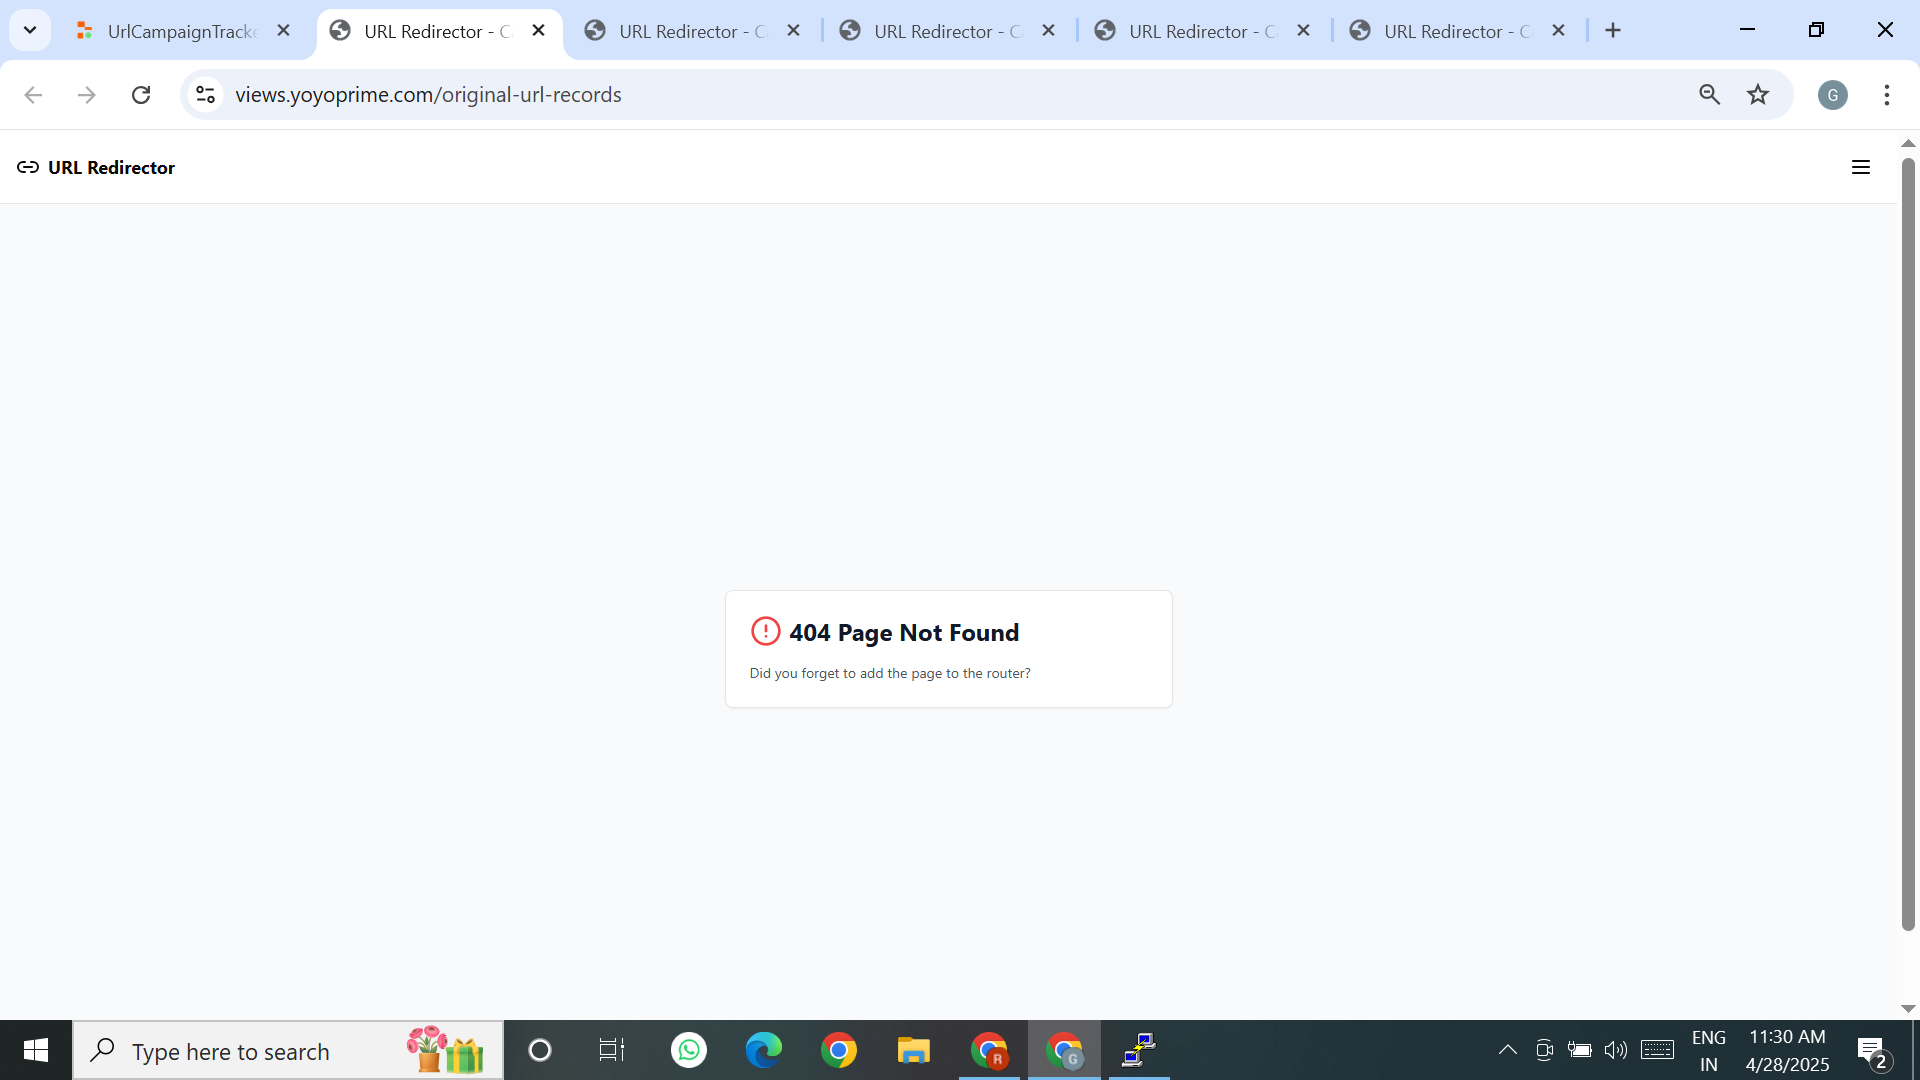 UrlCampaignTracke
URL Redirector - C
URL Redirector - C
URL Redirector - C
URL Redirector - C
URL Redirector - C
views.yoyoprime.com/original-url-records
G
URL Redirector
404 Page Not Found
Did you forget to add the page to the router?
Type here to search
R
G
ENG
IN
11:30 AM
4/28/2025
2